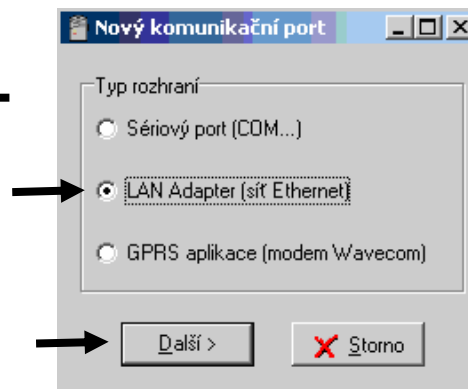 Nový komunikační port
Typ rozhraní
Sériový port (COM...)
LAN Adapter (síť Ethernet)
GPRS aplikace (modem Wavecom)
Další >
Storno